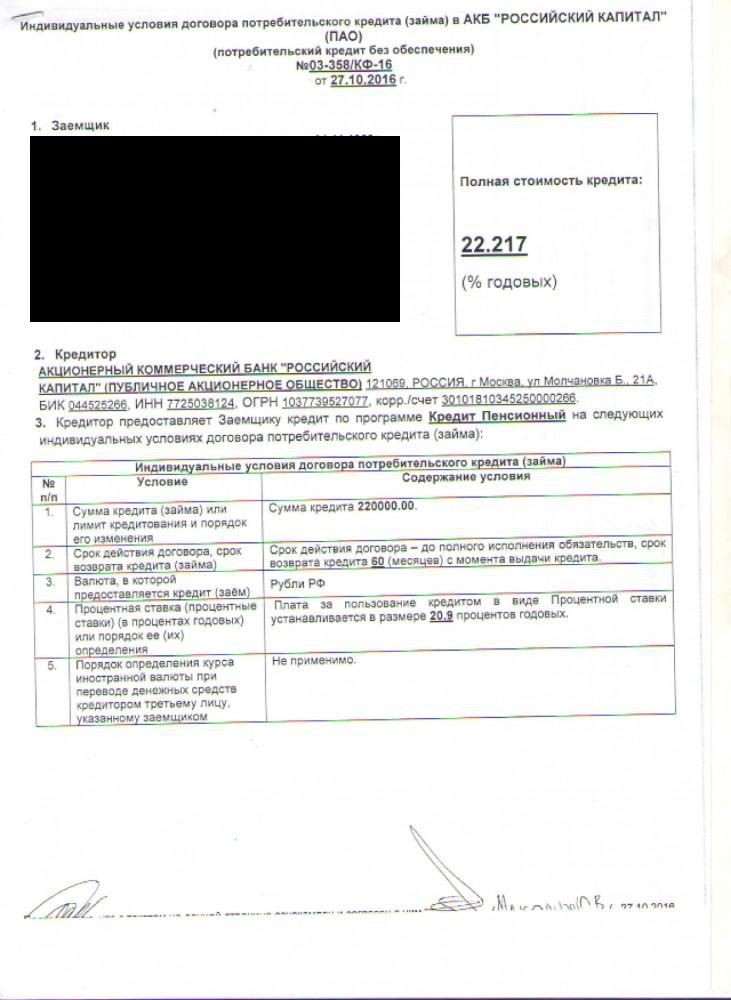 Индивидуальные условия договора потребительского кредита (займа) в АКБ "РОССИЙСКИЙ КАПИТАЛ"
(ПАО)
(потребительский кредит без обеспечения)
№03-358/КФ-16
от 27.10.2016 г.
1. Заемщик
Полная стоимость кредита:
22.217
(% годовых)
2. Кредитор
АКЦИОНЕРНЫЙ КОММЕРЧЕСКИЙ БАНК "РОССИЙСКИЙ
КАПИТАЛ" (ПУБЛИЧНОЕ АКЦИОНЕРНОЕ ОБЩЕСТВО) 121069, РОССИЯ, г Москва, ул Молчановка Б., 21А,
БИК 044525266, ИНН 7725038124, ОГРН 1037739527077, корр./счет 30101810345250000266.
3. Кредитор предоставляет Заемщику кредит по программе Кредит Пенсионный на следующих
индивидуальных условиях договора потребительского кредита (займа):
Индивидуальные условия договора потребительского кредита (займа)
№ п/п Условие Содержание условия
1. Сумма кредита (займа) или Сумма кредита 220000.00.
лимит кредитования и порядок
его изменения
2. Срок действия договора, срок Срок действия договора – до полного исполнения обязательств, срок
возврата кредита (займа) возврата кредита 60 (месяцев) с момента выдачи кредита.
3. Валюта, в которой Рубли РФ
предоставляется кредит (заём)
4. Процентная ставка (процентные Плата за пользование кредитом в виде Процентной ставки
ставки) (в процентах годовых) устанавливается в размере 20.9 процентов годовых.
или порядок ее (их)
определения
5. Порядок определения курса Не применимо.
иностранной валюты при
переводе денежных средств
кредитором третьему лицу,
указанному заемщиком
27.10.2016